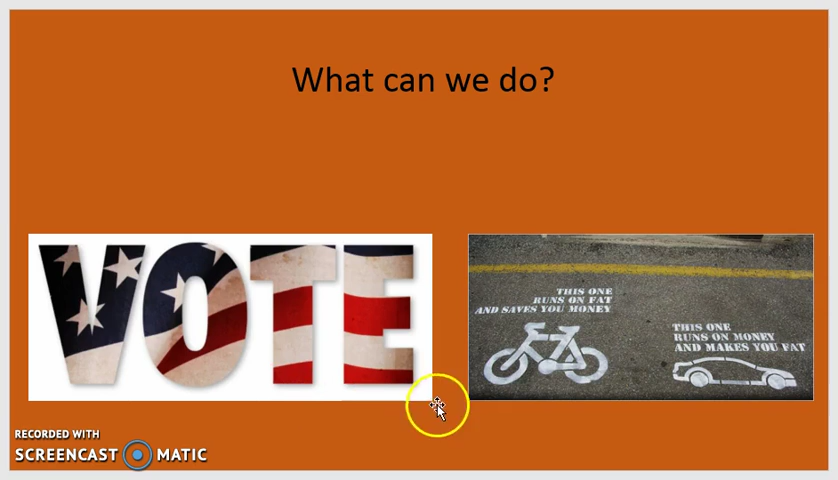 What can we do?
VOTE
THIS ONE
RUNS ON FAT
AND SAVES YOU MONEY
THIS ONE
RUNS ON MONEY
AND MAKES YOU FAT
RECORDED WITH
SCREENCAST MATIC